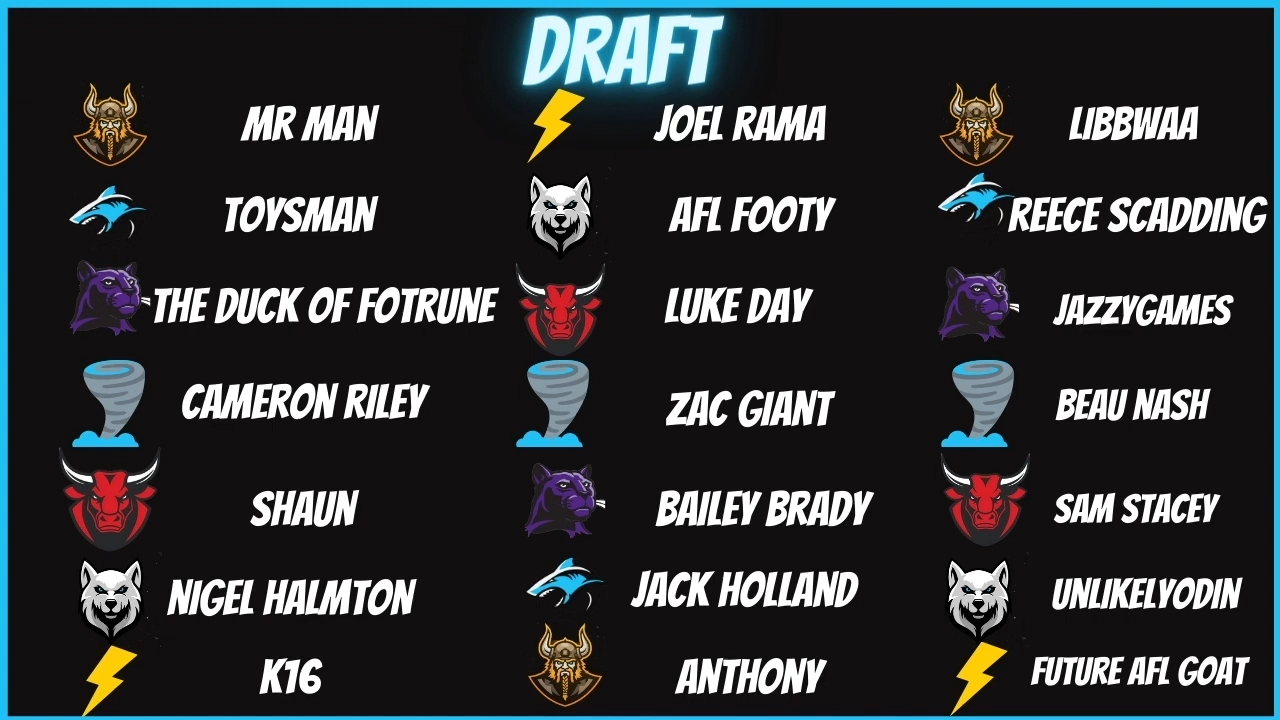 DRAFT
MR MAN
TOYSMAN
THE DUCK OF FOTRUNE
CAMERON RILEY
SHAUN
NIGEL HALMTON
K16
JOEL RAMA
AFL FOOTY
LUKE DAY
ZAC GIANT
BAILEY BRADY
JACK HOLLAND
ANTHONY
LIBBWAA
REECE SCADDING
JAZZYGAMES
BEAU NASH
SAM STACEY
UNLIKELYODIN
FUTURE AFL GOAT